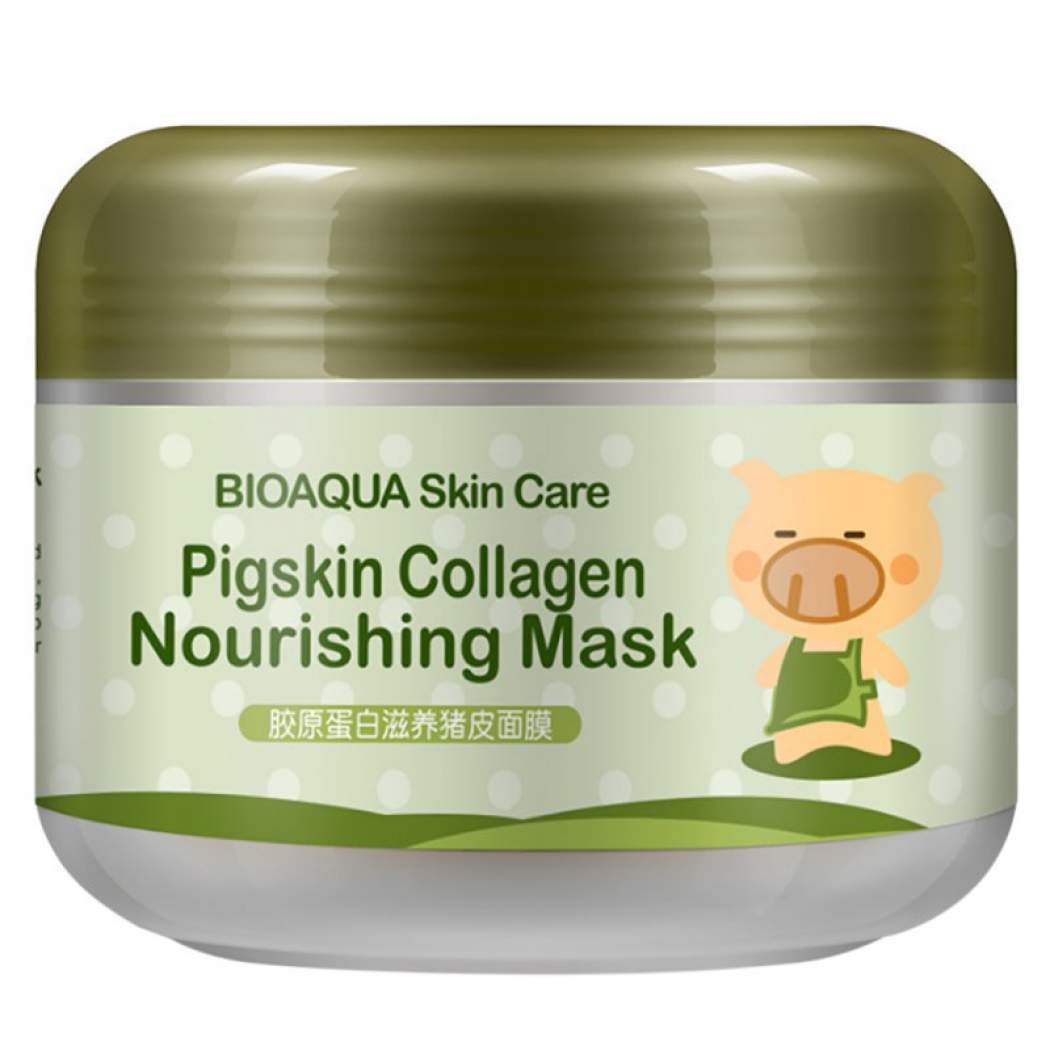 BIOAQUA Skin Care
Pigskin Collagen
Nourishing Mask
胶原蛋白滋养猪皮面膜